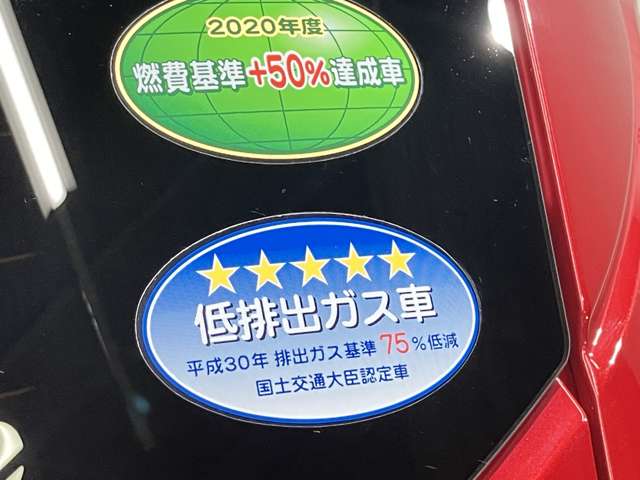 2020年度
燃費基準+50%達成車
低排出ガス車
平成30年 排出ガス基準 75%低減
国土交通大臣認定車